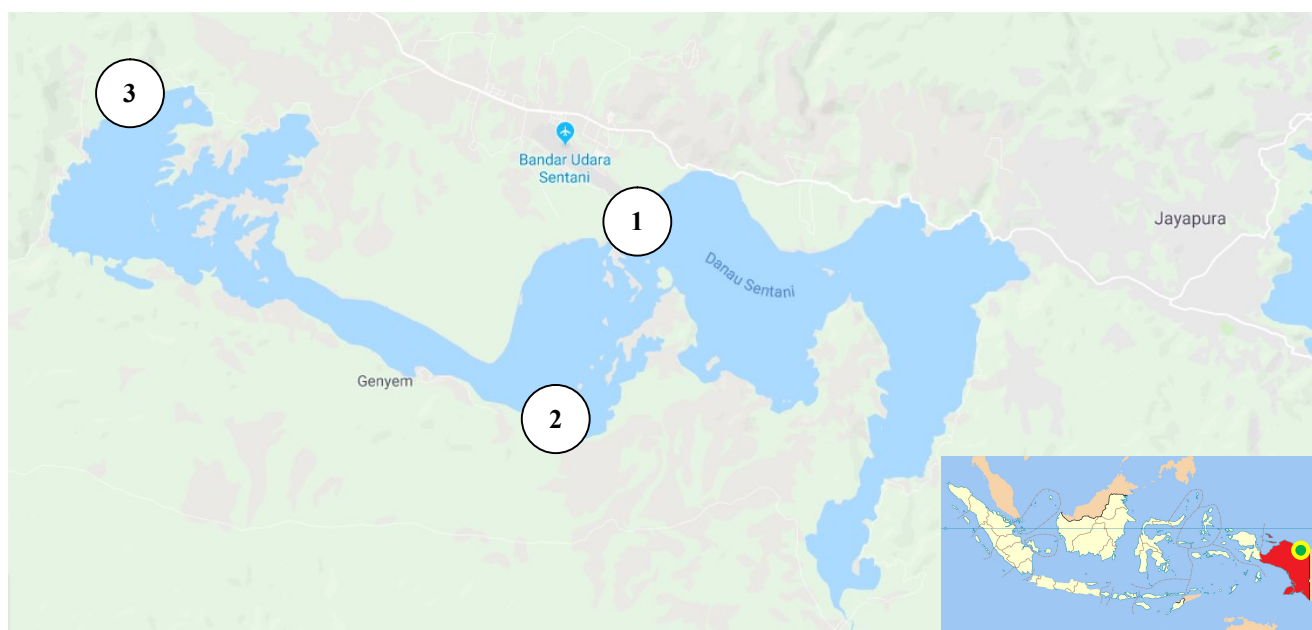 3
Bandar Udara
Sentani
1
Jayapura
Danau Sentani
Genyem
2